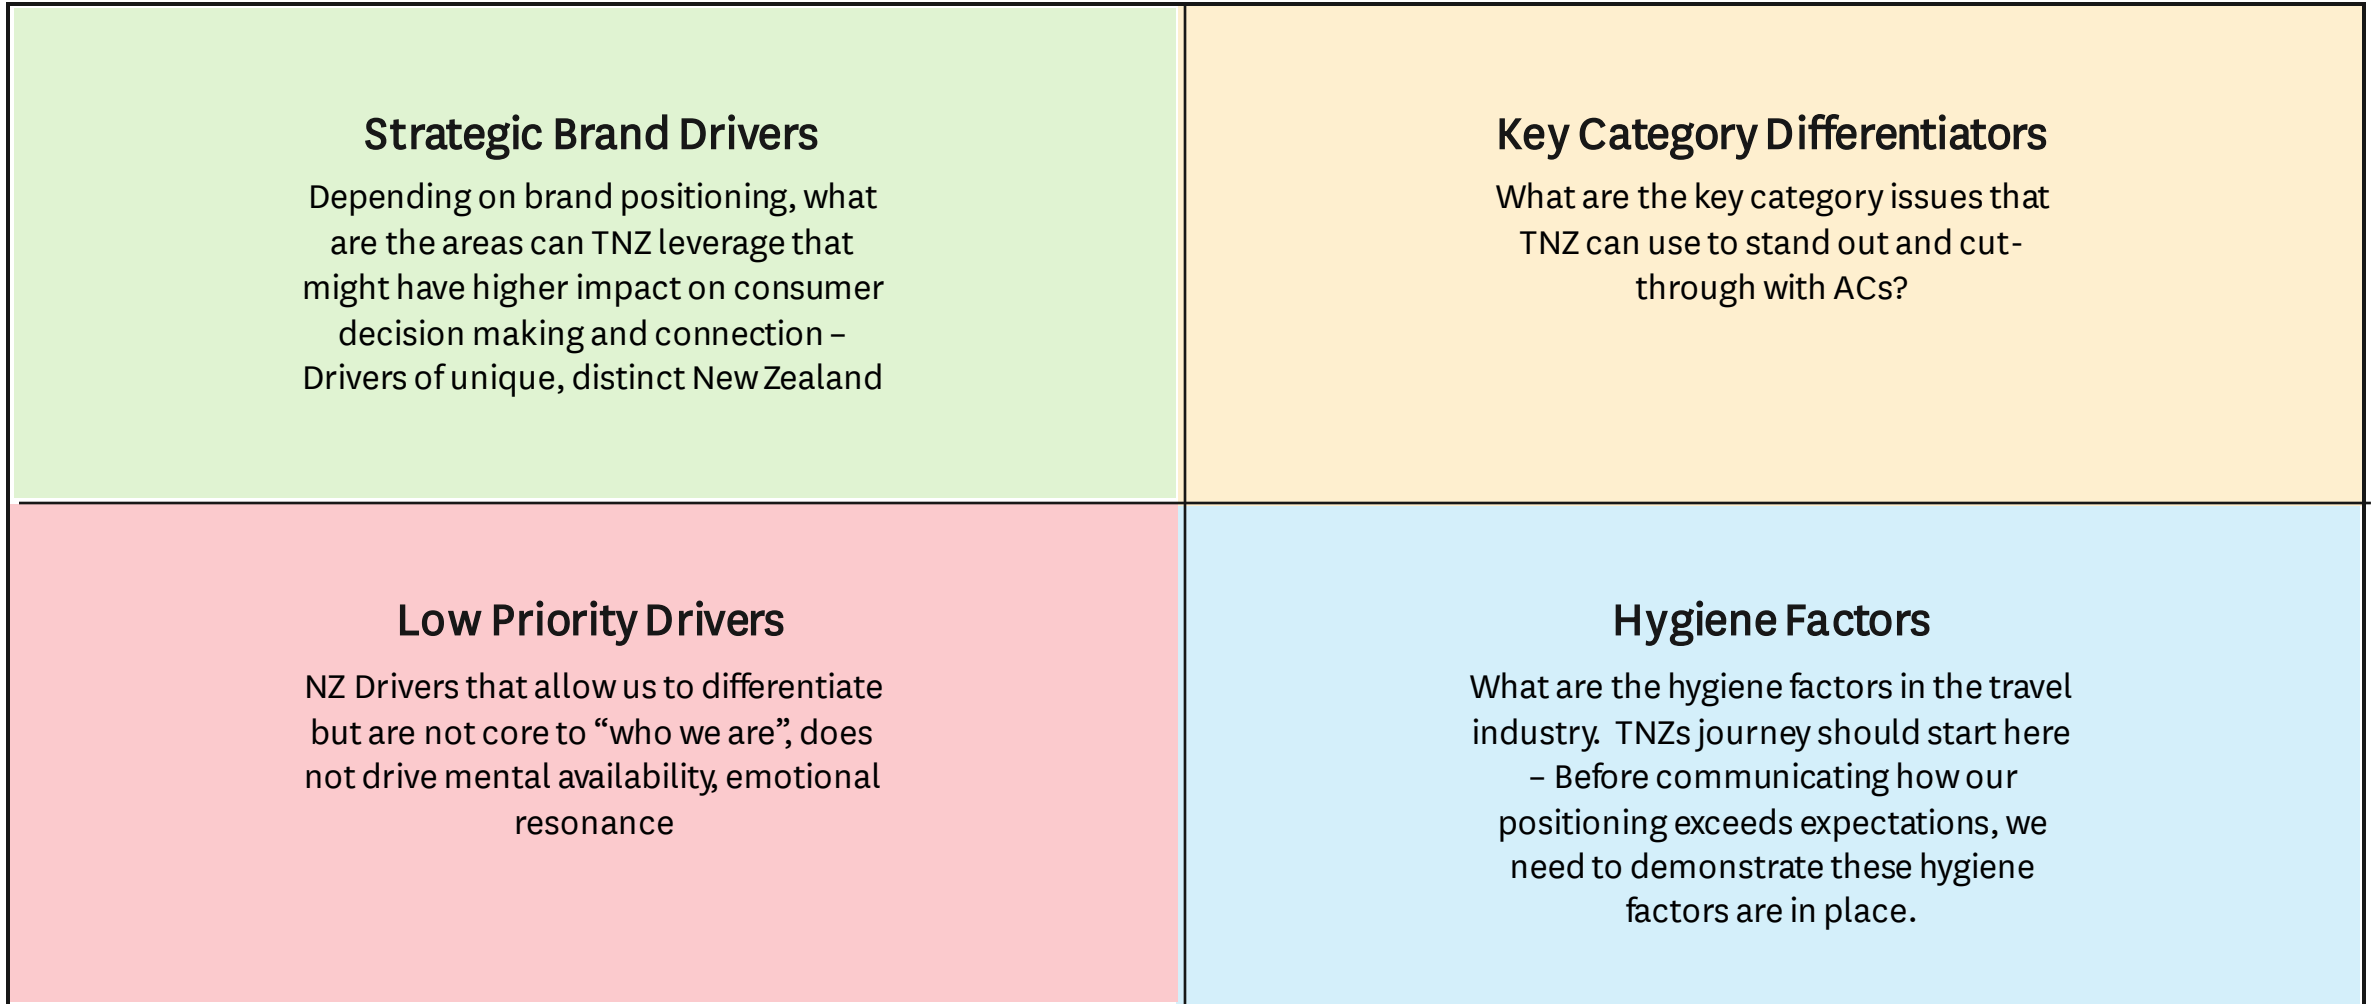 Strategic Brand Drivers
Depending on brand positioning, what
are the areas can TNZ leverage that
might have higher impact on consumer
decision making and connection –
Drivers of unique, distinct New Zealand
Key Category Differentiators
What are the key category issues that
TNZ can use to stand out and cut-
through with ACs?
Low Priority Drivers
NZ Drivers that allow us to differentiate
but are not core to “who we are”, does
not drive mental availability, emotional
resonance
Hygiene Factors
What are the hygiene factors in the travel
industry. TNZs journey should start here
– Before communicating how our
positioning exceeds expectations, we
need to demonstrate these hygiene
factors are in place.